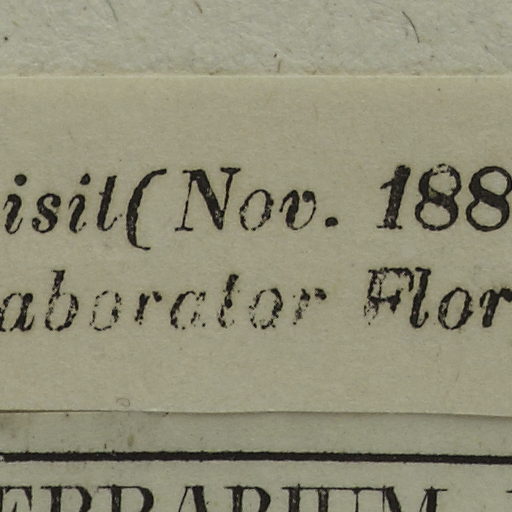 isit (Nov. 188
aborator Flor
ERBARIUM